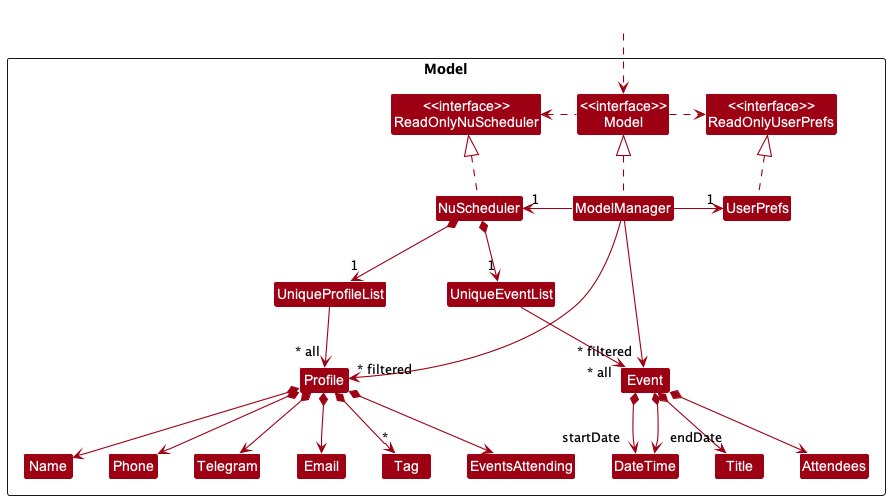 Model
<<interface>>
ReadOnlyNuScheduler
<<interface>>
Model
<<interface>>
ReadOnlyUserPrefs
NuScheduler
1
ModelManager
1
UserPrefs
1
1
UniqueProfileList
UniqueEventList
* all
* filtered
* filtered
* all
Profile
Event
*
startDate
endDate
Name
Phone
Telegram
Email
Tag
EventsAttending
DateTime
Title
Attendees